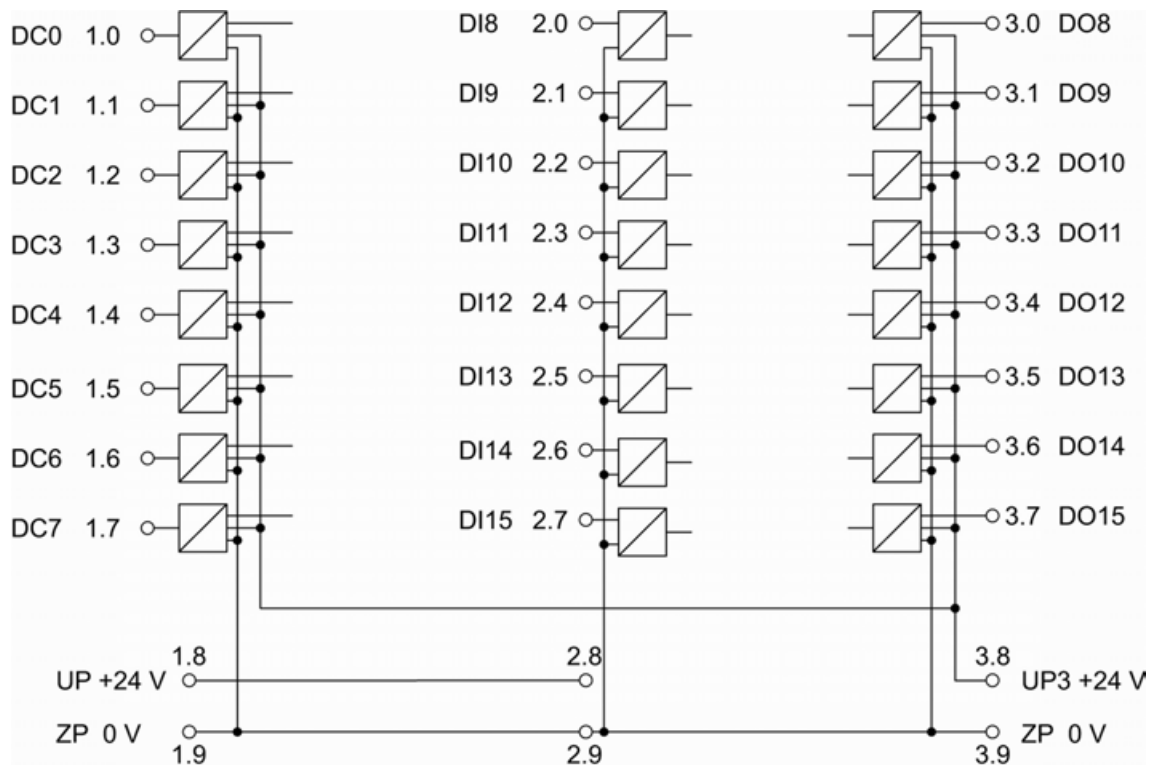 DC0 1.0
DI8 2.0
3.0 DO8
DC1 1.1
DI9 2.1
3.1 DO9
DC2 1.2
DI10 2.2
3.2 DO10
DC3 1.3
DI11 2.3
3.3 DO11
DC4 1.4
DI12 2.4
3.4 DO12
DC5 1.5
DI13 2.5
3.5 DO13
DC6 1.6
DI14 2.6
3.6 DO14
DC7 1.7
DI15 2.7
3.7 DO15
1.8
2.8
3.8
UP +24 V
UP3 +24 V
ZP 0 V
ZP 0 V
1.9
2.9
3.9